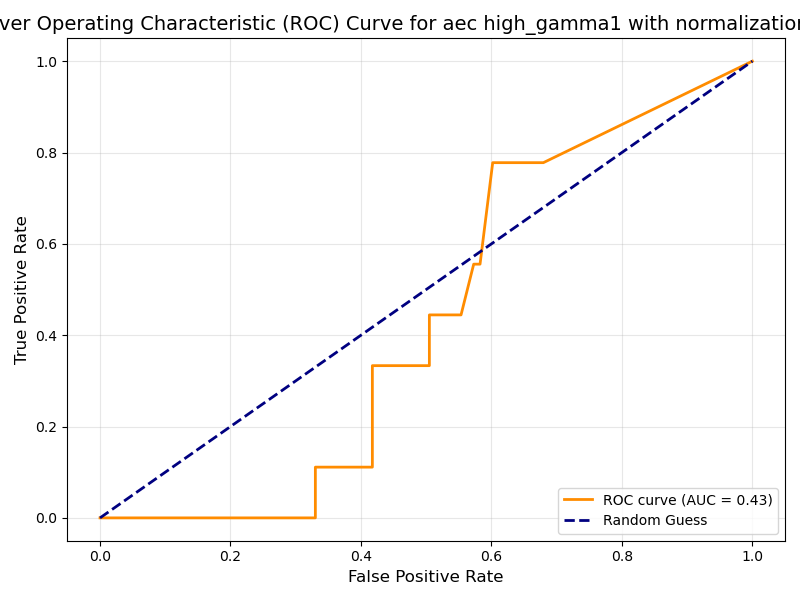 ver Operating Characteristic (ROC) Curve for aec high_gamma1 with normalization
True Positive Rate
1.0
0.8
0.6
0.4
0.2
0.0
0.0 0.2 0.4 0.6 0.8 1.0
False Positive Rate
ROC curve (AUC = 0.43)
Random Guess